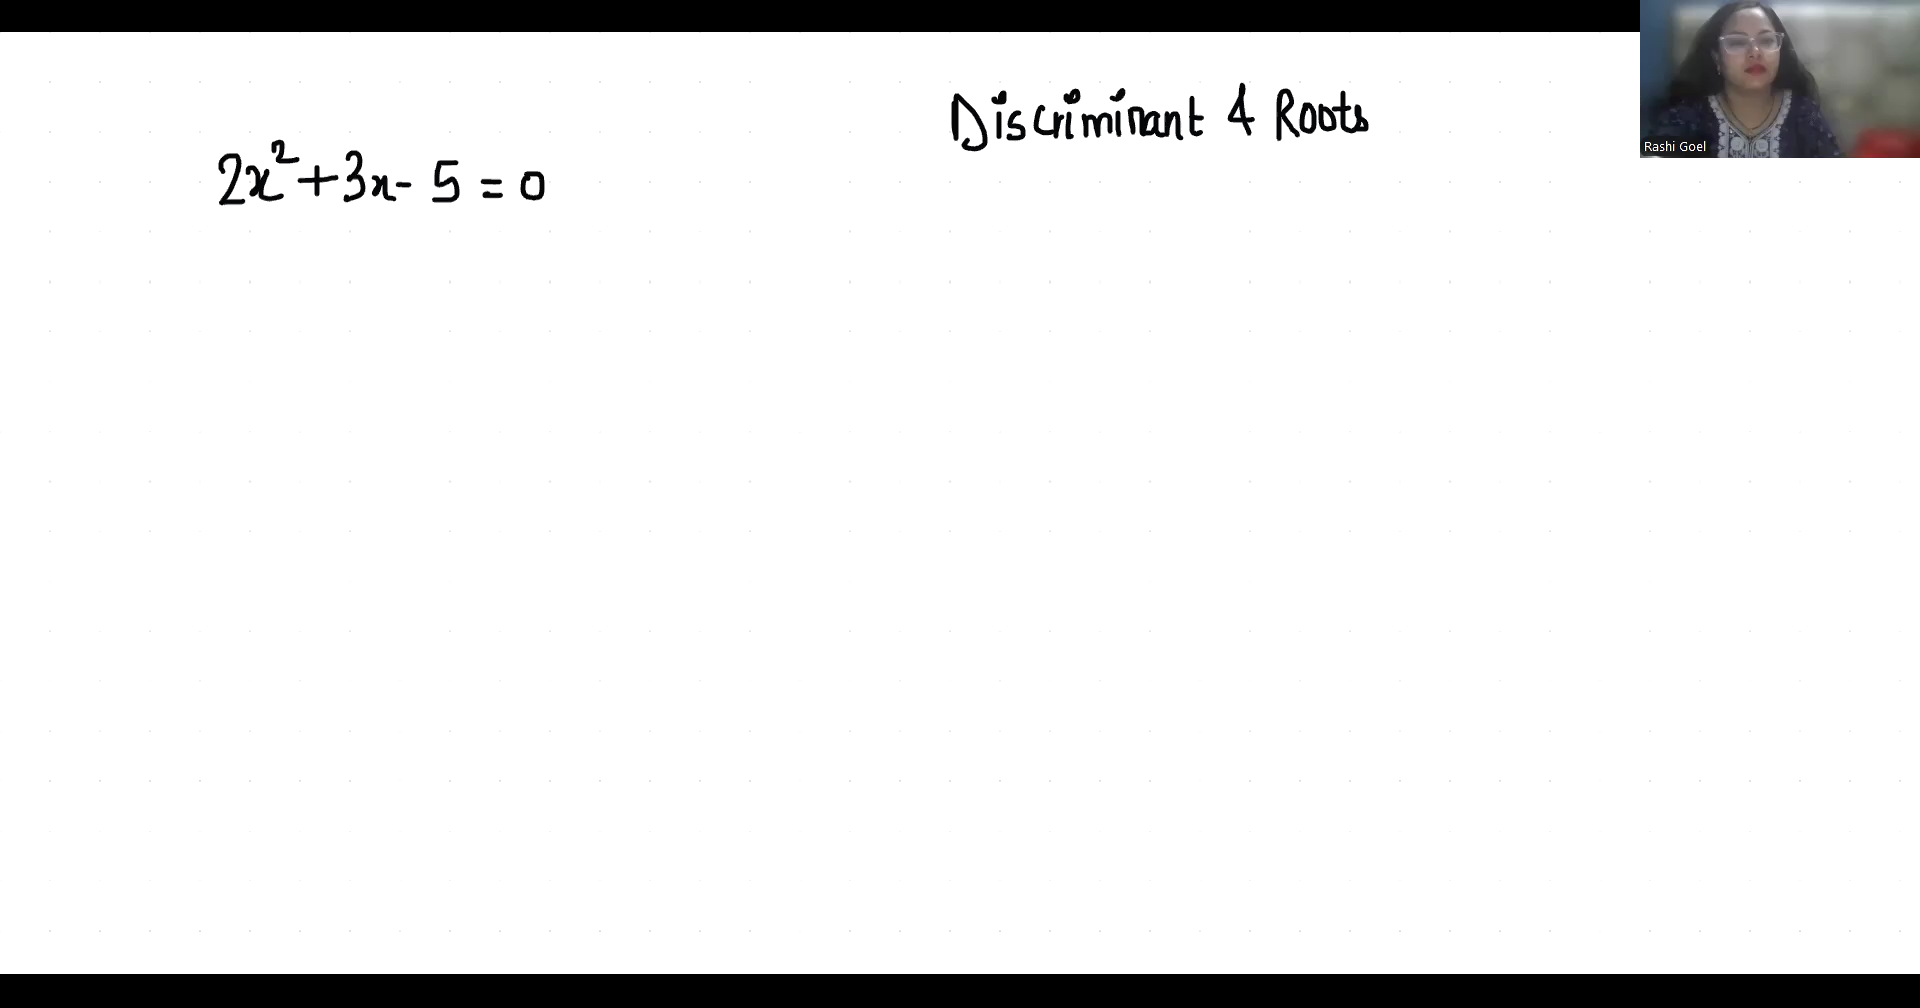 Discriminant & Roots
2x²+3x- 5 = 0
Rashi Goel